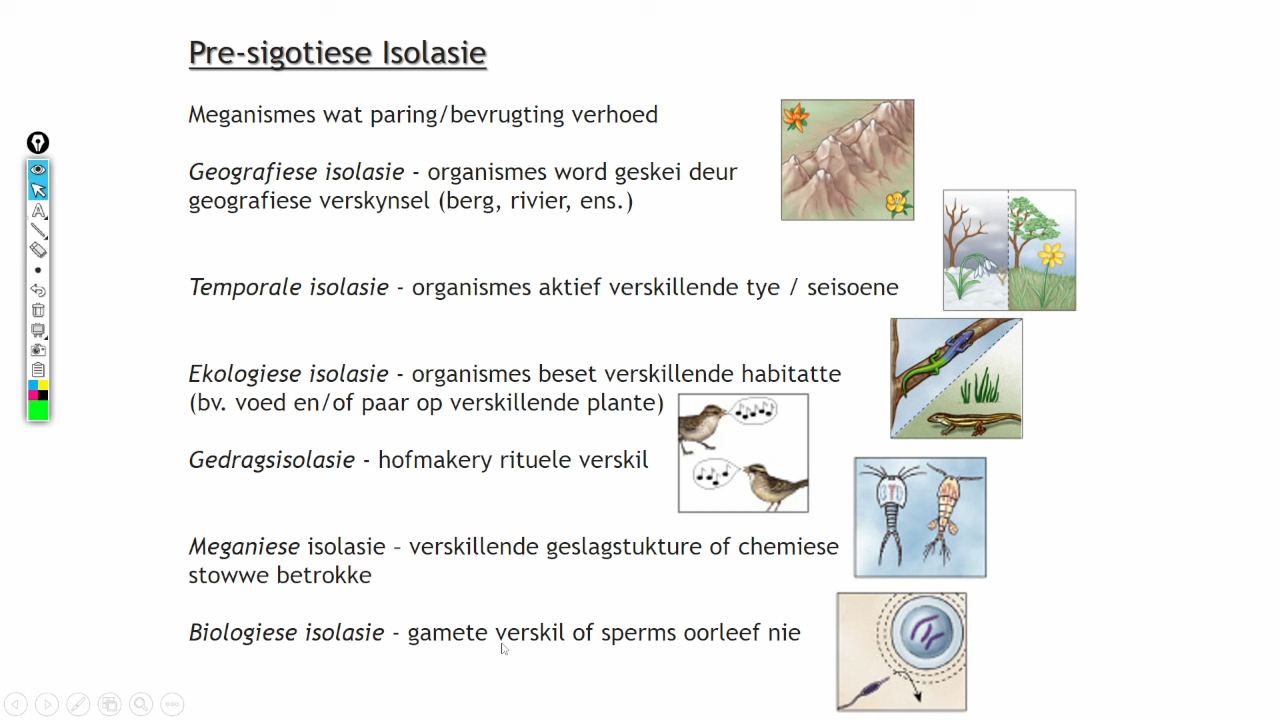 Pre-sigotiese Isolasie
Meganismes wat paring/bevrugting verhoed
Geografiese isolasie - organismes word geskei deur
geografiese verskynsel (berg, rivier, ens.)
Temporale isolasie - organismes aktief verskillende tye / seisoene
Ekologiese isolasie - organismes beset verskillende habitatte
(bv. voed en/of paar op verskillende plante)
Gedragsisolasie - hofmakery rituele verskil
Meganiese isolasie – verskillende geslagstukture of chemiese
stowwe betrokke
Biologiese isolasie - gamete verskil of sperms oorleef nie